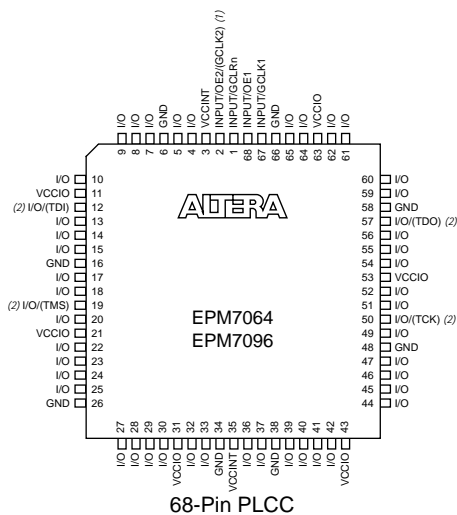 I/O
I/O
I/O
GND
I/O
I/O
VCCINT
INPUT/OE2/(GCLK2) (1)
INPUT/GCLRn
INPUT/OE1
INPUT/GCLK1
GND
I/O
I/O
VCCIO
I/O
I/O
9 8 7 6 5 4 3 2 1 68 67 66 65 64 63 62 61
I/O 10
VCCIO 11
(2) I/O/(TDI) 12
I/O 13
I/O 14
I/O 15
GND 16
I/O 17
I/O 18
(2) I/O/(TMS) 19
I/O 20
VCCIO 21
I/O 22
I/O 23
I/O 24
I/O 25
GND 26
ALTERA
EPM7064
EPM7096
60 I/O
59 I/O
58 GND
57 I/O/(TDO) (2)
56 I/O
55 I/O
54 I/O
53 VCCIO
52 I/O
51 I/O
50 I/O/(TCK) (2)
49 I/O
48 GND
47 I/O
46 I/O
45 I/O
44 I/O
27 28 29 30 31 32 33 34 35 36 37 38 39 40 41 42 43
I/O
I/O
I/O
I/O
VCCIO
I/O
I/O
GND
VCCINT
I/O
I/O
GND
I/O
I/O
I/O
I/O
VCCIO
68-Pin PLCC